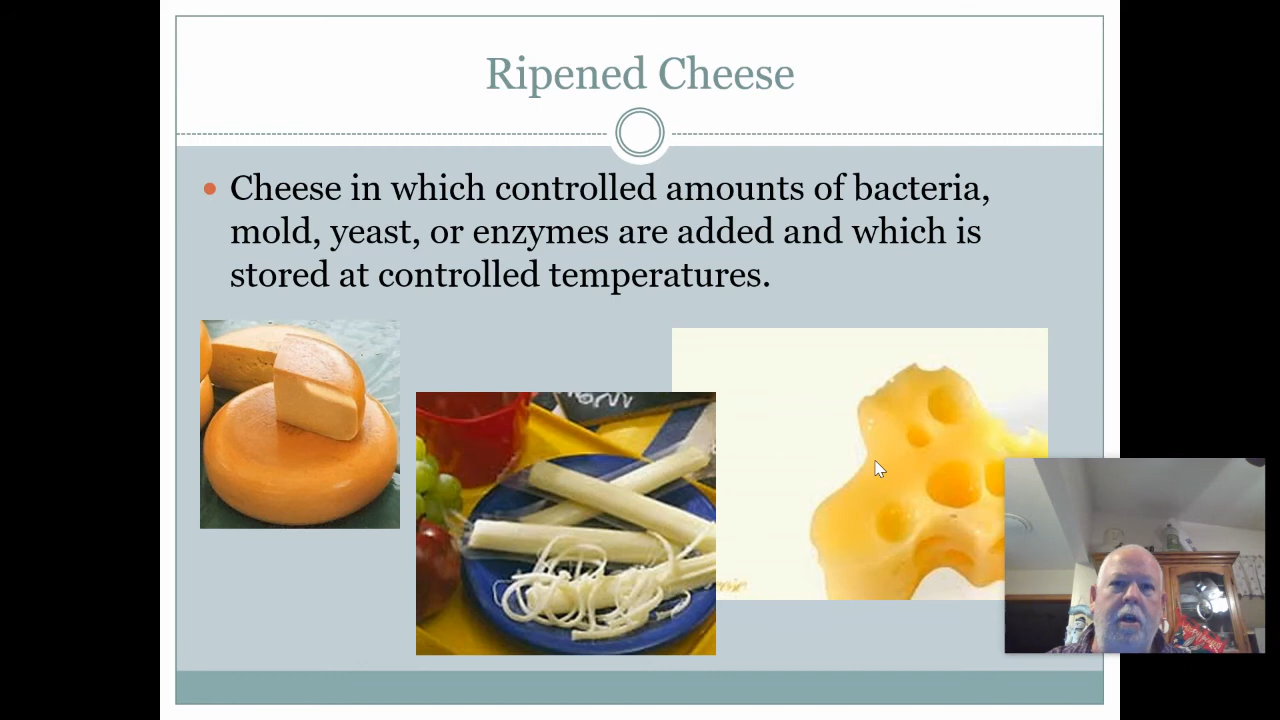 Ripened Cheese
Cheese in which controlled amounts of bacteria,
mold, yeast, or enzymes are added and which is
stored at controlled temperatures.